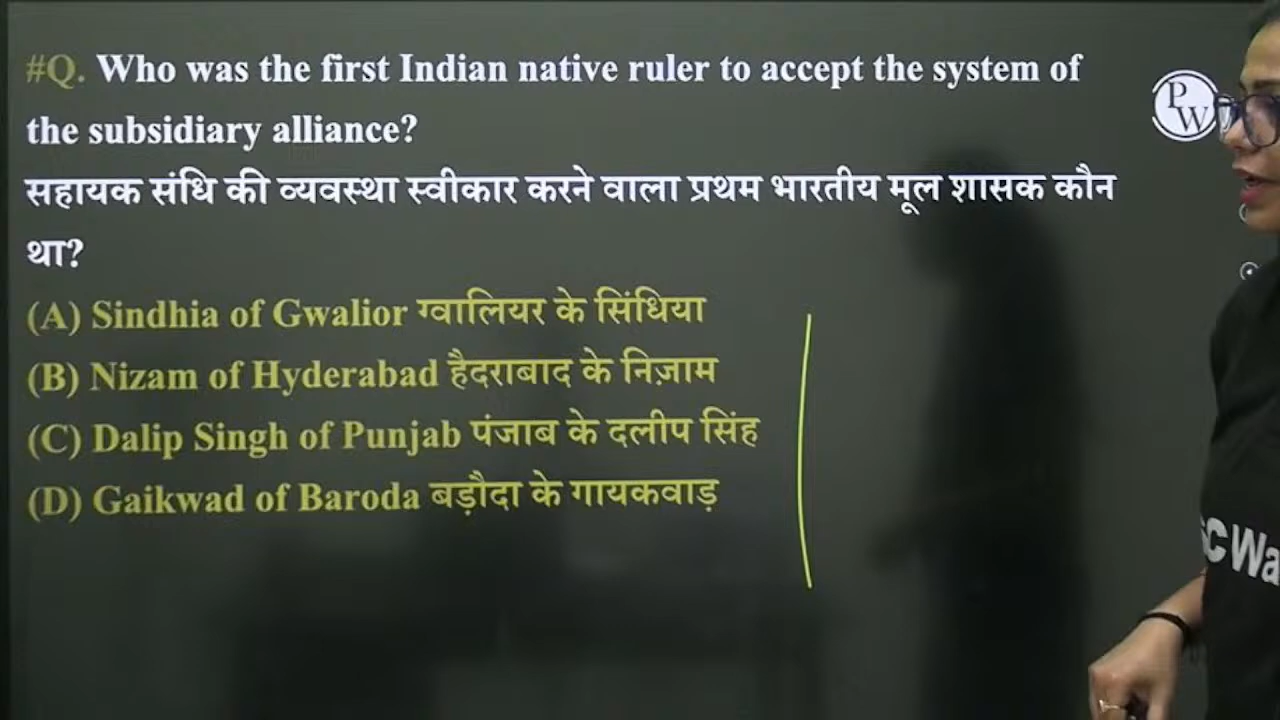 #Q. Who was the first Indian native ruler to accept the system of
the subsidiary alliance?
सहायक संधि की व्यवस्था स्वीकार करने वाला प्रथम भारतीय मूल शासक कौन
था?
(A) Sindhia of Gwalior ग्वालियर के सिंधिया
(B) Nizam of Hyderabad हैदराबाद के निज़ाम
(C) Dalip Singh of Punjab पंजाब के दलीप सिंह
(D) Gaikwad of Baroda बड़ौदा के गायकवाड़
PW